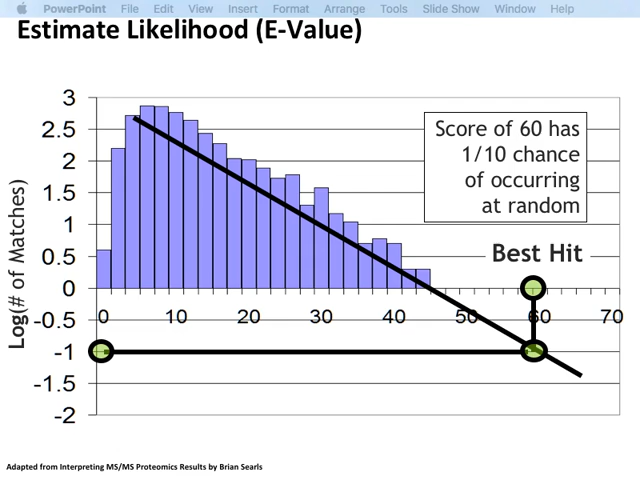 PowerPoint File Edit View Insert Format Arrange Tools Slide Show Window Help
Estimate Likelihood (E-Value)
3
2.5
2
1.5
1
0.5
0
-0.5
-1
-1.5
-2
Log(# of Matches)
0 10 20 30 40 50 60 70
Score of 60 has
1/10 chance
of occurring
at random
Best Hit
Adapted from Interpreting MS/MS Proteomics Results by Brian Searls